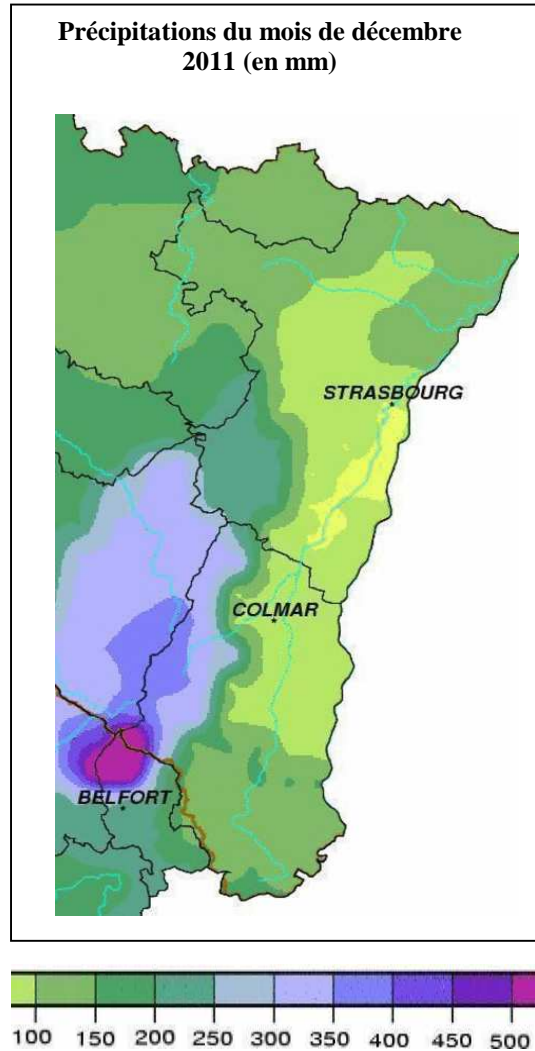 Précipitations du mois de décembre
2011 (en mm)
STRASBOURG
COLMAR
BELFORT
100 150 200 250 300 350 400 450 500